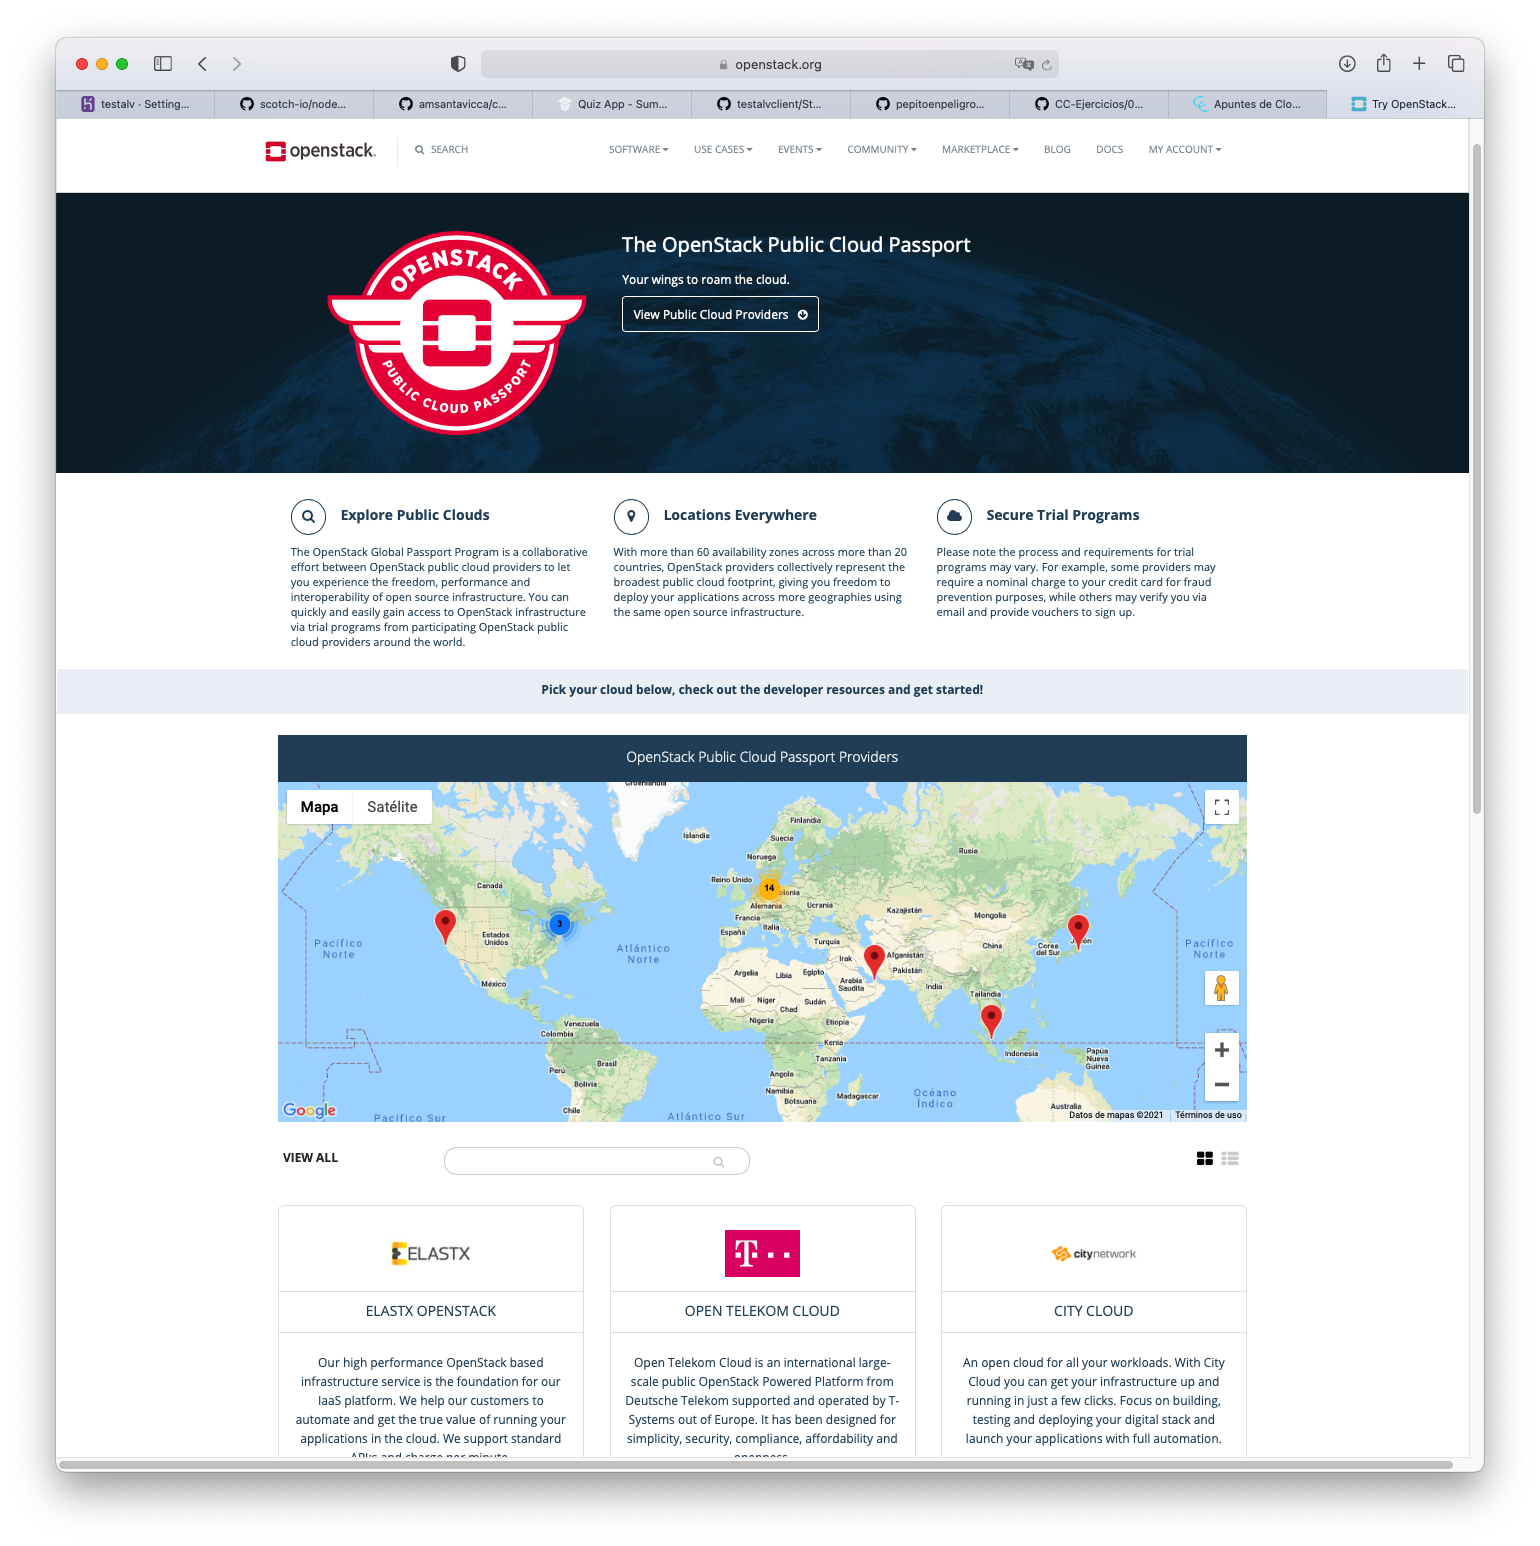 openstack.org
testalv · Setting...
scotch-io/node...
amsantavicca/c...
Quiz App - Sum...
testalvclient/St...
pepitoenpeligro...
CC-Ejercicios/0...
Apuntes de Clo...
Try OpenStack...
openstack.
SEARCH
SOFTWARE
USE CASES
EVENTS
COMMUNITY
MARKETPLACE
BLOG
DOCS
MY ACCOUNT
OPENSTACK
PUBLIC CLOUD PASSPORT
The OpenStack Public Cloud Passport
Your wings to roam the cloud.
View Public Cloud Providers
Explore Public Clouds
The OpenStack Global Passport Program is a collaborative
effort between OpenStack public cloud providers to let
you experience the freedom, performance and
interoperability of open source infrastructure. You can
quickly and easily gain access to OpenStack infrastructure
via trial programs from participating OpenStack public
cloud providers around the world.
Locations Everywhere
With more than 60 availability zones across more than 20
countries, OpenStack providers collectively represent the
broadest public cloud footprint, giving you freedom to
deploy your applications across more geographies using
the same open source infrastructure.
Secure Trial Programs
Please note the process and requirements for trial
programs may vary. For example, some providers may
require a nominal charge to your credit card for fraud
prevention purposes, while others may verify you via
email and provide vouchers to sign up.
Pick your cloud below, check out the developer resources and get started!
OpenStack Public Cloud Passport Providers
Mapa
Satélite
Groenlandia
Islandia
Finlandia
Suecia
Noruega
Rusia
Reino Unido
14
Alemania
Ucrania
Francia
Italia
España
Turquía
Kazajistán
Mongolia
Canadá
3
Estados
Unidos
México
Pacífico
Norte
Atlántico
Norte
China
Corea
del Sur
Pacífico
Norte
Irak
Afganistán
Pakistán
Argelia
Libia
Egipto
Arabia
Saudita
India
Tailandia
Mali
Níger
Chad
Sudán
Nigeria
Etiopía
Venezuela
Colombia
Kenia
Tanzania
Indonesia
Papúa
Nueva
Guinea
Perú
Brasil
Bolivia
Chile
Angola
Namibia
Botsuana
Madagascar
Océano
Índico
Australia
Pacífico Sur
Atlántico Sur
Google
Datos de mapas ©2021
Términos de uso
VIEW ALL
ELASTX
ELASTX OPENSTACK
Our high performance OpenStack based
infrastructure service is the foundation for our
IaaS platform. We help our customers to
automate and get the true value of running your
applications in the cloud. We support standard
APIs and charge per minute.
T
OPEN TELEKOM CLOUD
Open Telekom Cloud is an international large-
scale public OpenStack Powered Platform from
Deutsche Telekom supported and operated by T-
Systems out of Europe. It has been designed for
simplicity, security, compliance, affordability and
openness.
citynetwork
CITY CLOUD
An open cloud for all your workloads. With City
Cloud you can get your infrastructure up and
running in just a few clicks. Focus on building,
testing and deploying your digital stack and
launch your applications with full automation.